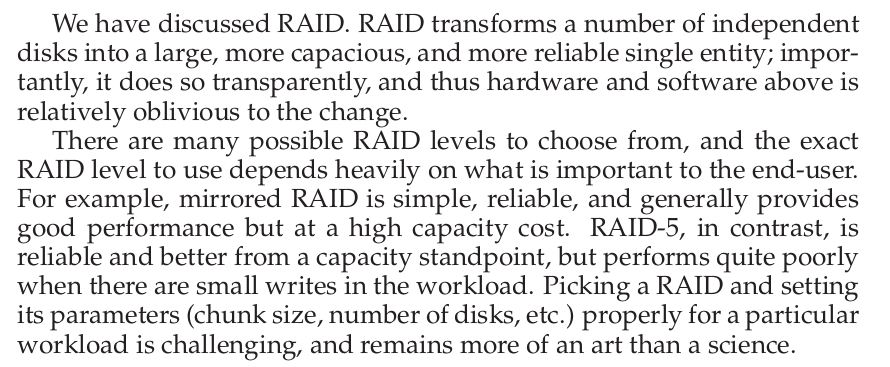 We have discussed RAID. RAID transforms a number of independent
disks into a large, more capacious, and more reliable single entity; impor-
tantly, it does so transparently, and thus hardware and software above is
relatively oblivious to the change.
There are many possible RAID levels to choose from, and the exact
RAID level to use depends heavily on what is important to the end-user.
For example, mirrored RAID is simple, reliable, and generally provides
good performance but at a high capacity cost. RAID-5, in contrast, is
reliable and better from a capacity standpoint, but performs quite poorly
when there are small writes in the workload. Picking a RAID and setting
its parameters (chunk size, number of disks, etc.) properly for a particular
workload is challenging, and remains more of an art than a science.